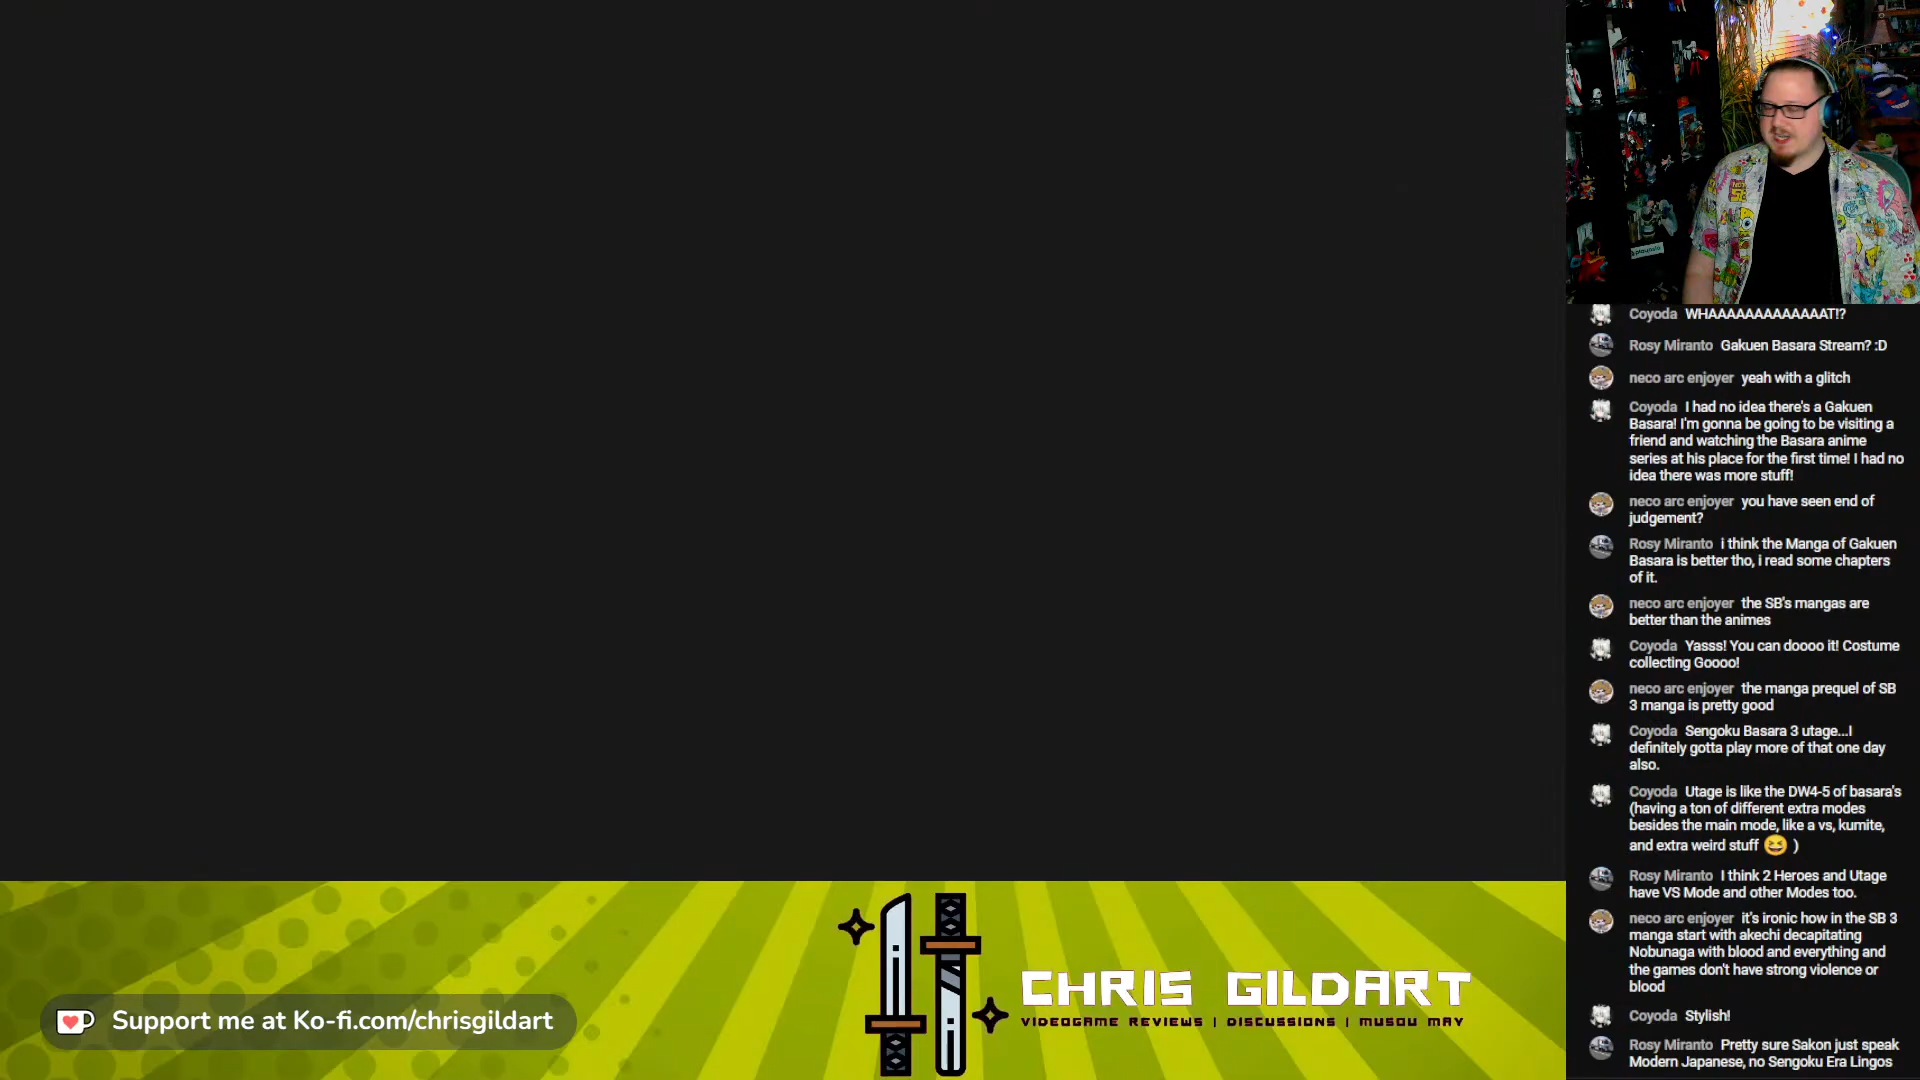 Coyoda WHAAAAAAAAAAAAAT!?
Rosy Miranto Gakuen Basara Stream? :D
neco arc enjoyer yeah with a glitch
Coyoda I had no idea there's a Gakuen
Basara! I'm gonna be going to be visiting a
friend and watching the Basara anime
series at his place for the first time! I had no
idea there was more stuff!
neco arc enjoyer you have seen end of
judgement?
Rosy Miranto i think the Manga of Gakuen
Basara is better tho, i read some chapters
of it.
neco arc enjoyer the SB's mangas are
better than the animes
Coyoda Yasss! You can doooo it! Costume
collecting Goooo!
neco arc enjoyer the manga prequel of SB
3 manga is pretty good
Coyoda Sengoku Basara 3 utage...I
definitely gotta play more of that one day
also.
Coyoda Utage is like the DW4-5 of basara's
(having a ton of different extra modes
besides the main mode, like a vs, kumite,
and extra weird stuff 😆 )
Rosy Miranto I think 2 Heroes and Utage
have VS Mode and other Modes too.
neco arc enjoyer it's ironic how in the SB 3
manga start with akechi decapitating
Nobunaga with blood and everything and
the games don't have strong violence or
blood
Coyoda Stylish!
Rosy Miranto Pretty sure Sakon just speak
Modern Japanese, no Sengoku Era Lingos
CHRIS GILDART
VIDEOGAME REVIEWS | DISCUSSIONS | MUSOU MAY
Support me at Ko-fi.com/chrisgildart